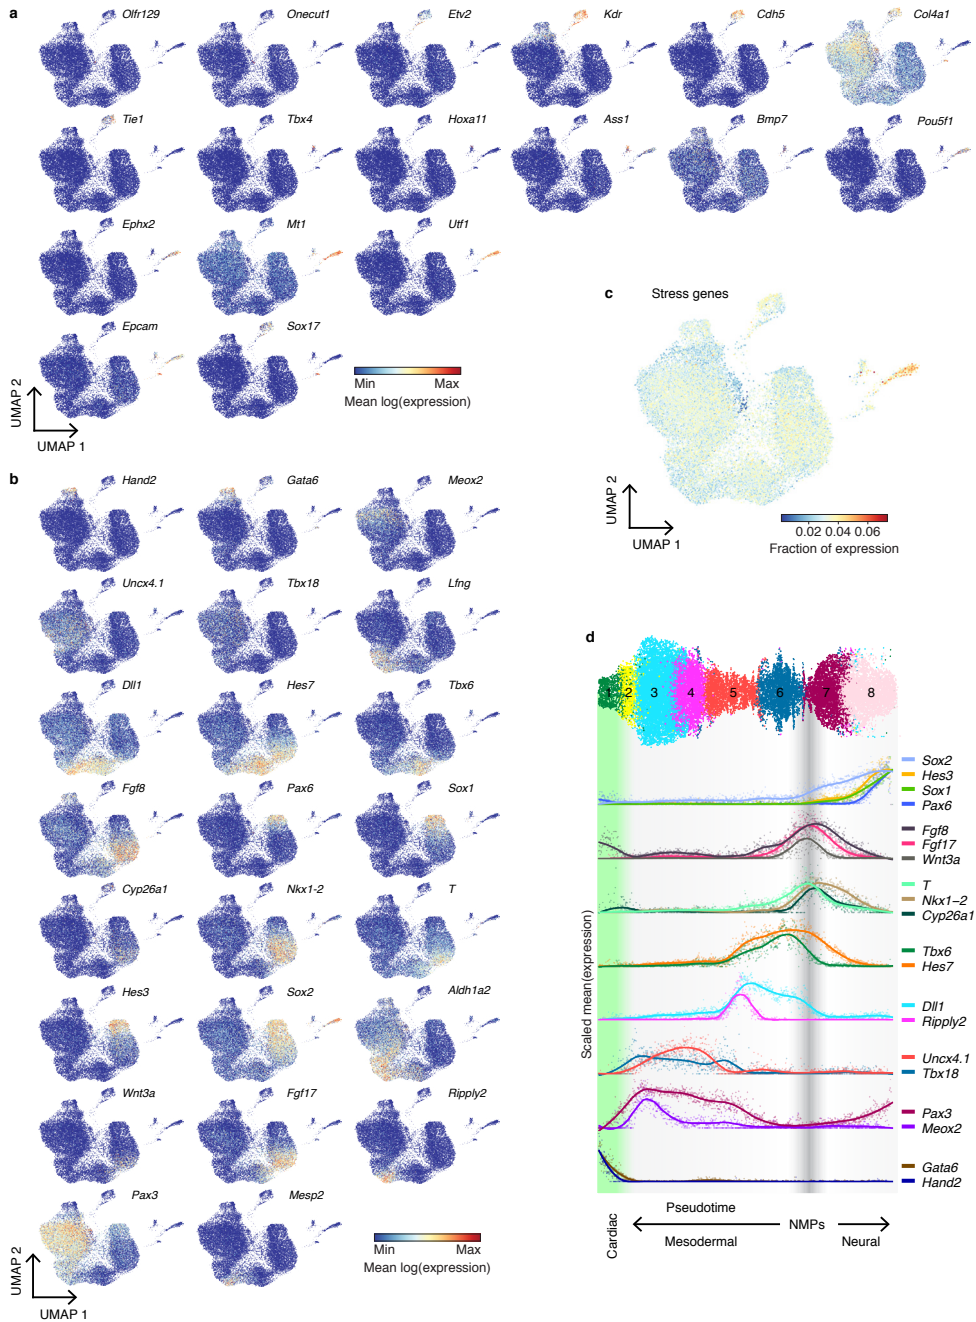 a
Olfr129
Onecut1
Etv2
Kdr
Cdh5
Col4a1
Tie1
Tbx4
Hoxa11
Ass1
Bmp7
Pou5f1
Ephx2
Mt1
Utf1
Epcam
Sox17
Min Max
Mean log(expression)
UMAP 2
UMAP 1
c
Stress genes
UMAP 2
UMAP 1
0.02 0.04 0.06
Fraction of expression
b
Hand2
Gata6
Meox2
Uncx4.1
Tbx18
Lfng
Dll1
Hes7
Tbx6
Fgf8
Pax6
Sox1
Cyp26a1
Nkx1-2
T
Hes3
Sox2
Aldh1a2
Wnt3a
Fgf17
Ripply2
Pax3
Mesp2
Min Max
Mean log(expression)
UMAP 2
UMAP 1
d
1 2 3 4 5 6 7 8
Scaled mean(expression)
Sox2
Hes3
Sox1
Pax6
Fgf8
Fgf17
Wnt3a
T
Nkx1–2
Cyp26a1
Tbx6
Hes7
Dll1
Ripply2
Uncx4.1
Tbx18
Pax3
Meox2
Gata6
Hand2
Cardiac
Pseudotime
NMPs
Mesodermal
Neural